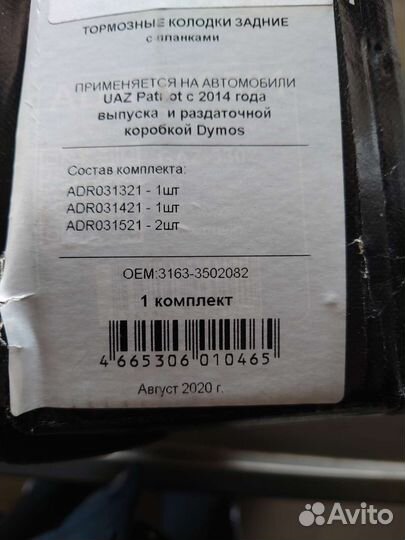 ТОРМОЗНЫЕ КОЛОДКИ ЗАДНИЕ
с планками
ПРИМЕНЯЕТСЯ НА АВТОМОБИЛИ
UAZ Patriot с 2014 года
выпуска и раздаточной
коробкой Dymos
Состав комплекта:
ADR031321 - 1шт
ADR031421 - 1шт
ADR031521 - 2шт
OEM:3163-3502082
1 комплект
4 665306 010465
Август 2020 г.
Avito